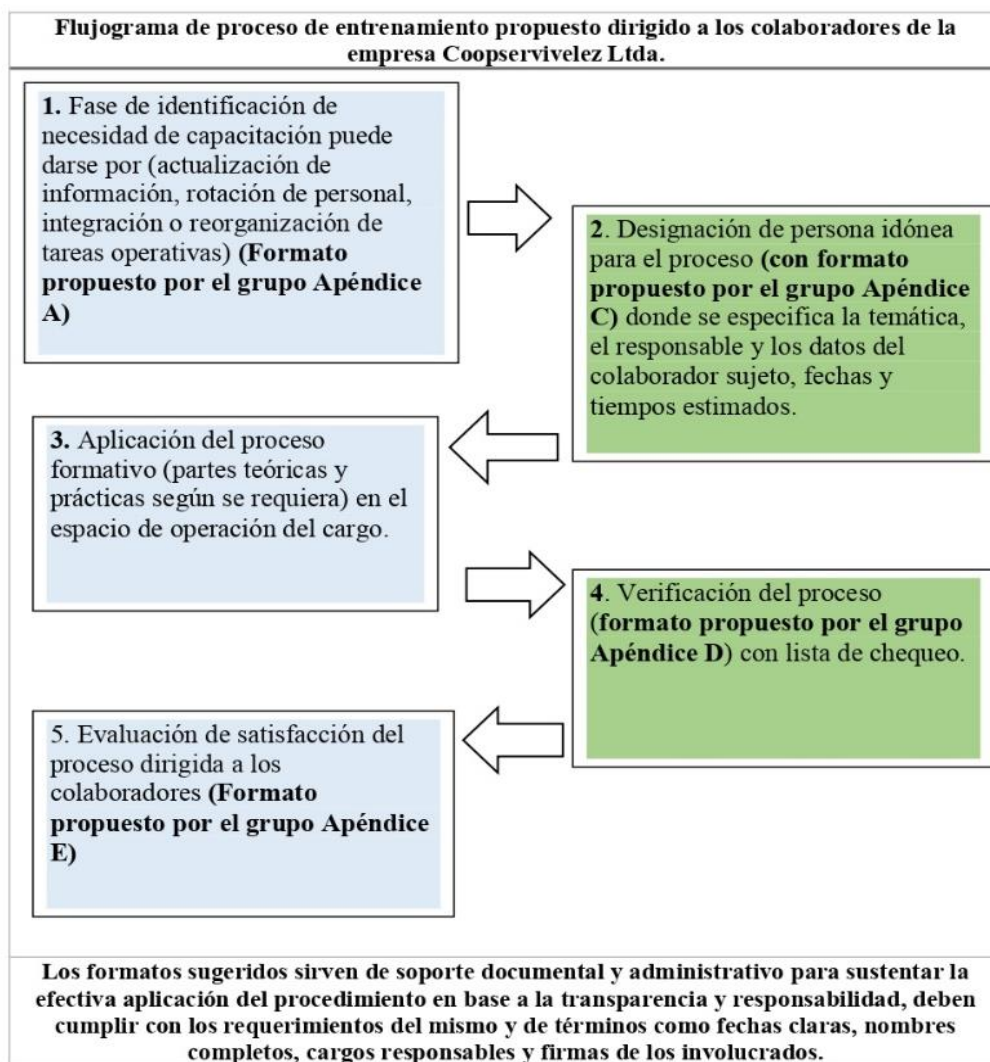 Flujograma de proceso de entrenamiento propuesto dirigido a los colaboradores de la
empresa Coopservivelez Ltda.
1. Fase de identificación de
necesidad de capacitación puede
darse por (actualización de
información, rotación de personal,
integración o reorganización de
tareas operativas) (Formato
propuesto por el grupo Apéndice
A)
2. Designación de persona idónea
para el proceso (con formato
propuesto por el grupo Apéndice
C) donde se especifica la temática,
el responsable y los datos del
colaborador sujeto, fechas y
tiempos estimados.
3. Aplicación del proceso
formativo (partes teóricas y
prácticas según se requiera) en el
espacio de operación del cargo.
4. Verificación del proceso
(formato propuesto por el grupo
Apéndice D) con lista de chequeo.
5. Evaluación de satisfacción del
proceso dirigida a los
colaboradores (Formato
propuesto por el grupo Apéndice
E)
Los formatos sugeridos sirven de soporte documental y administrativo para sustentar la
efectiva aplicación del procedimiento en base a la transparencia y responsabilidad, deben
cumplir con los requerimientos del mismo y de términos como fechas claras, nombres
completos, cargos responsables y firmas de los involucrados.